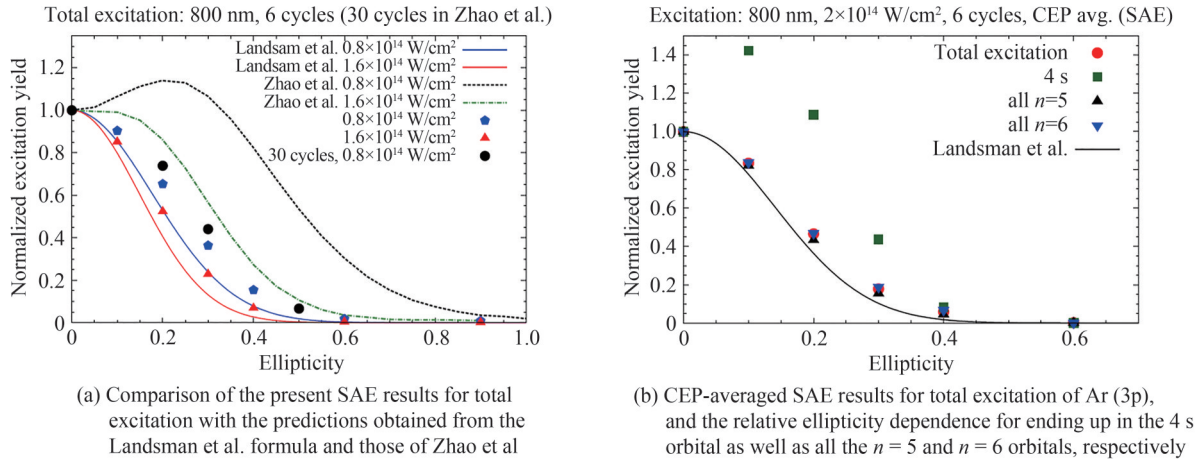 Total excitation: 800 nm, 6 cycles (30 cycles in Zhao et al.)
Normalized excitation yield
1.2
1.0
0.8
0.6
0.4
0.2
0
Landsam et al. 0.8×10¹⁴ W/cm²
Landsam et al. 1.6×10¹⁴ W/cm²
Zhao et al. 0.8×10¹⁴ W/cm²
Zhao et al. 1.6×10¹⁴ W/cm²
0.8×10¹⁴ W/cm²
1.6×10¹⁴ W/cm²
30 cycles, 0.8×10¹⁴ W/cm²
0 0.2 0.4 0.6 0.8 1.0
Ellipticity
(a) Comparison of the present SAE results for total
excitation with the predictions obtained from the
Landsman et al. formula and those of Zhao et al
Excitation: 800 nm, 2×10¹⁴ W/cm², 6 cycles, CEP avg. (SAE)
Normalized excitation yield
1.4
1.2
1.0
0.8
0.6
0.4
0.2
0
Total excitation
4 s
all n=5
all n=6
Landsman et al.
0 0.2 0.4 0.6
Ellipticity
(b) CEP-averaged SAE results for total excitation of Ar (3p),
and the relative ellipticity dependence for ending up in the 4 s
orbital as well as all the n = 5 and n = 6 orbitals, respectively